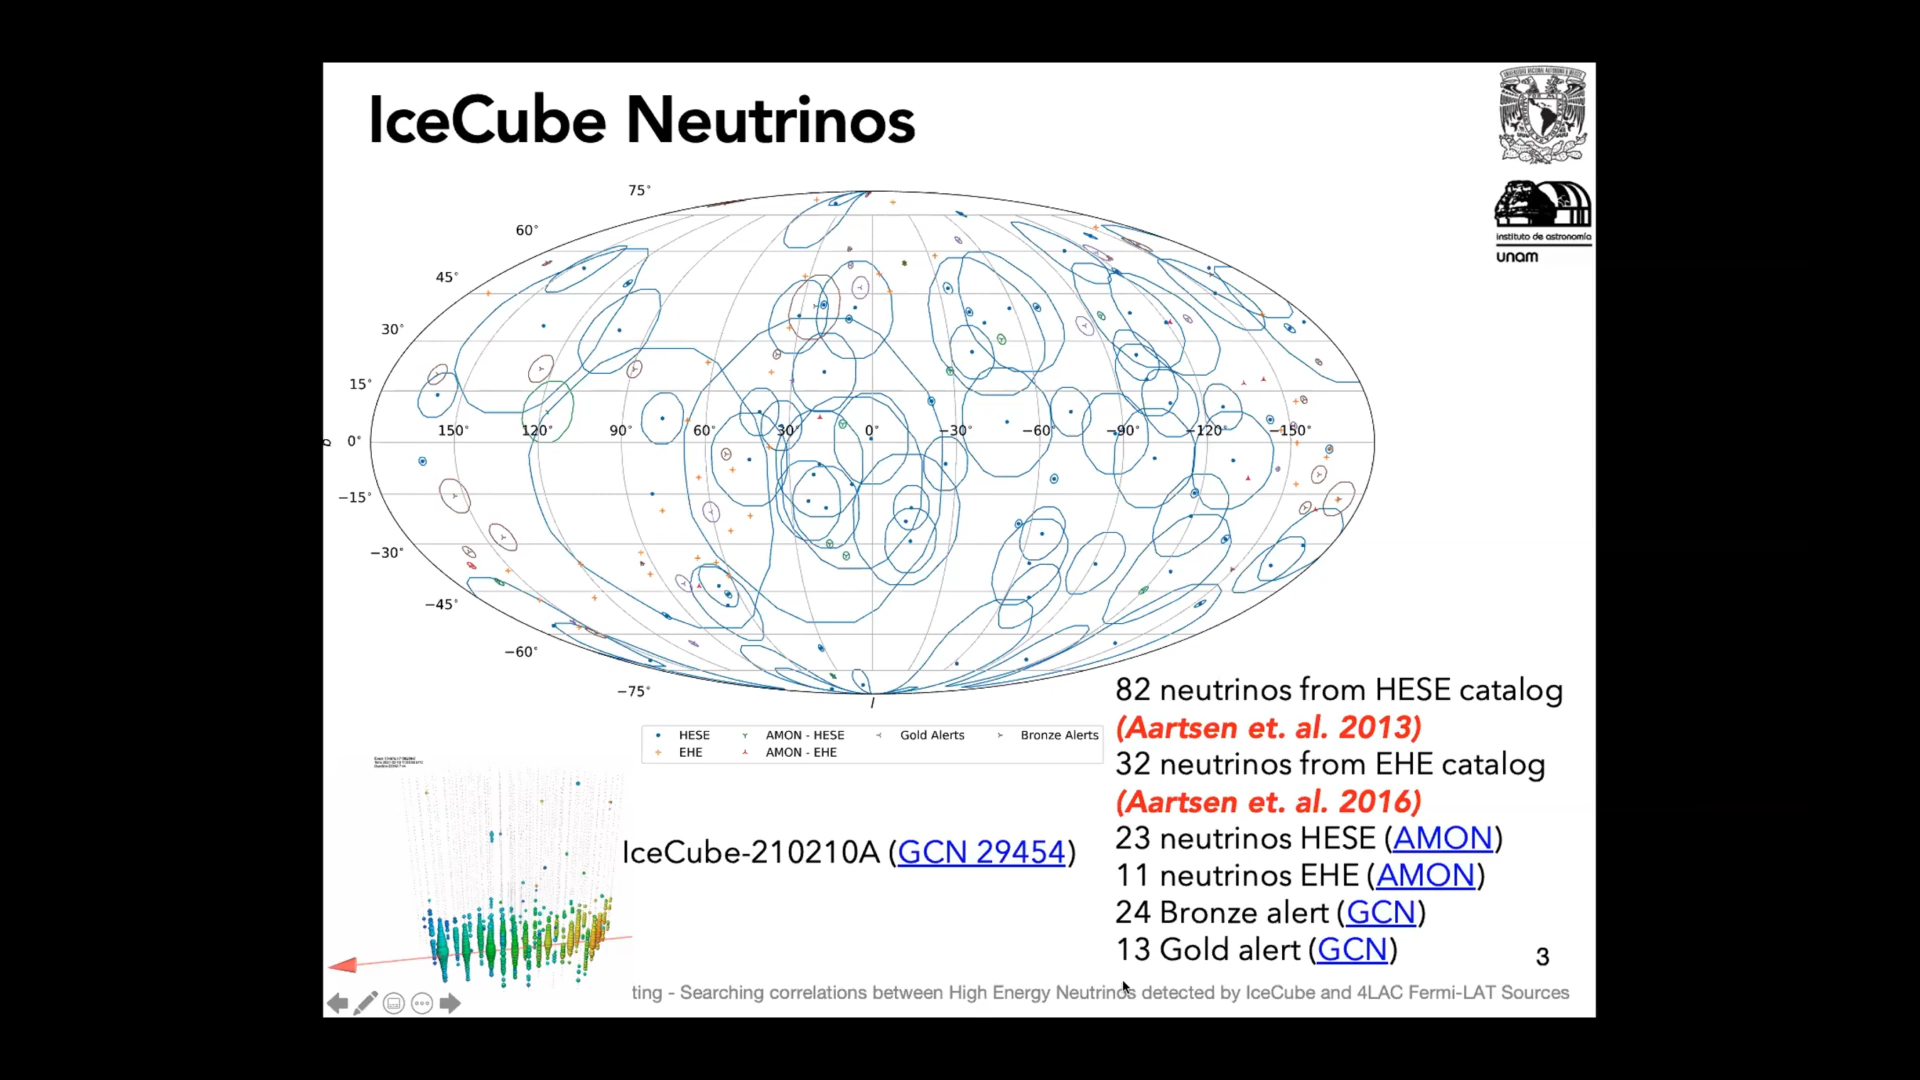 IceCube Neutrinos
instituto de astronomía
unam
75°
60°
45°
30°
15°
0°
−15°
−30°
−45°
−60°
−75°
b
150° 120° 90° 60° 30° 0° −30° −60° −90° −120° −150°
l
HESE AMON - HESE Gold Alerts Bronze Alerts
EHE AMON - EHE
82 neutrinos from HESE catalog
(Aartsen et. al. 2013)
32 neutrinos from EHE catalog
(Aartsen et. al. 2016)
23 neutrinos HESE (AMON)
11 neutrinos EHE (AMON)
24 Bronze alert (GCN)
13 Gold alert (GCN)
IceCube-210210A (GCN 29454)
3
ting - Searching correlations between High Energy Neutrinos detected by IceCube and 4LAC Fermi-LAT Sources